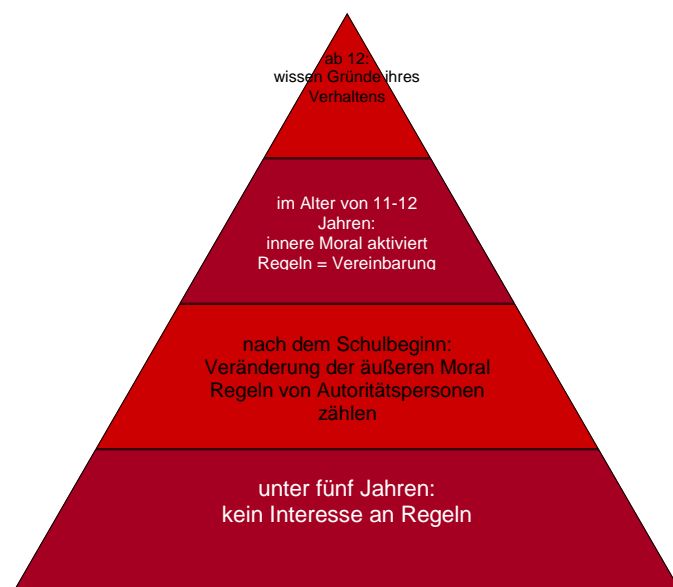 ab 12:
wissen Gründe ihres
Verhaltens
im Alter von 11-12
Jahren:
innere Moral aktiviert
Regeln = Vereinbarung
nach dem Schulbeginn:
Veränderung der äußeren Moral
Regeln von Autoritätspersonen
zählen
unter fünf Jahren:
kein Interesse an Regeln